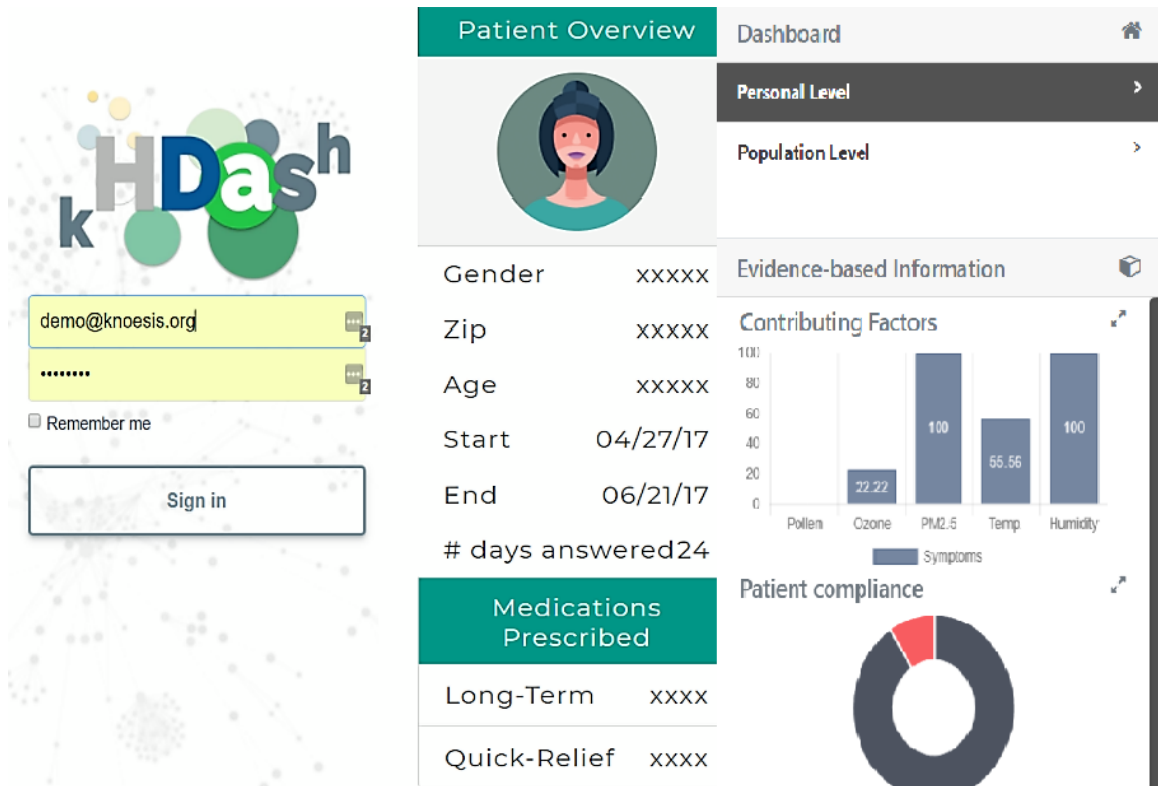 kHDash
demo@knoesis.org
2
••••••••
2
Remember me
Sign in
Patient Overview
Gender xxxxx
Zip xxxxx
Age xxxxx
Start 04/27/17
End 06/21/17
# days answered24
Medications
Prescribed
Long-Term xxxx
Quick-Relief xxxx
Dashboard
Personal Level
Population Level
Evidence-based Information
Contributing Factors
100
80
60
40
20
0
22.22
100
55.56
100
Pollen Ozone PM2.5 Temp Humidity
Symptoms
Patient compliance